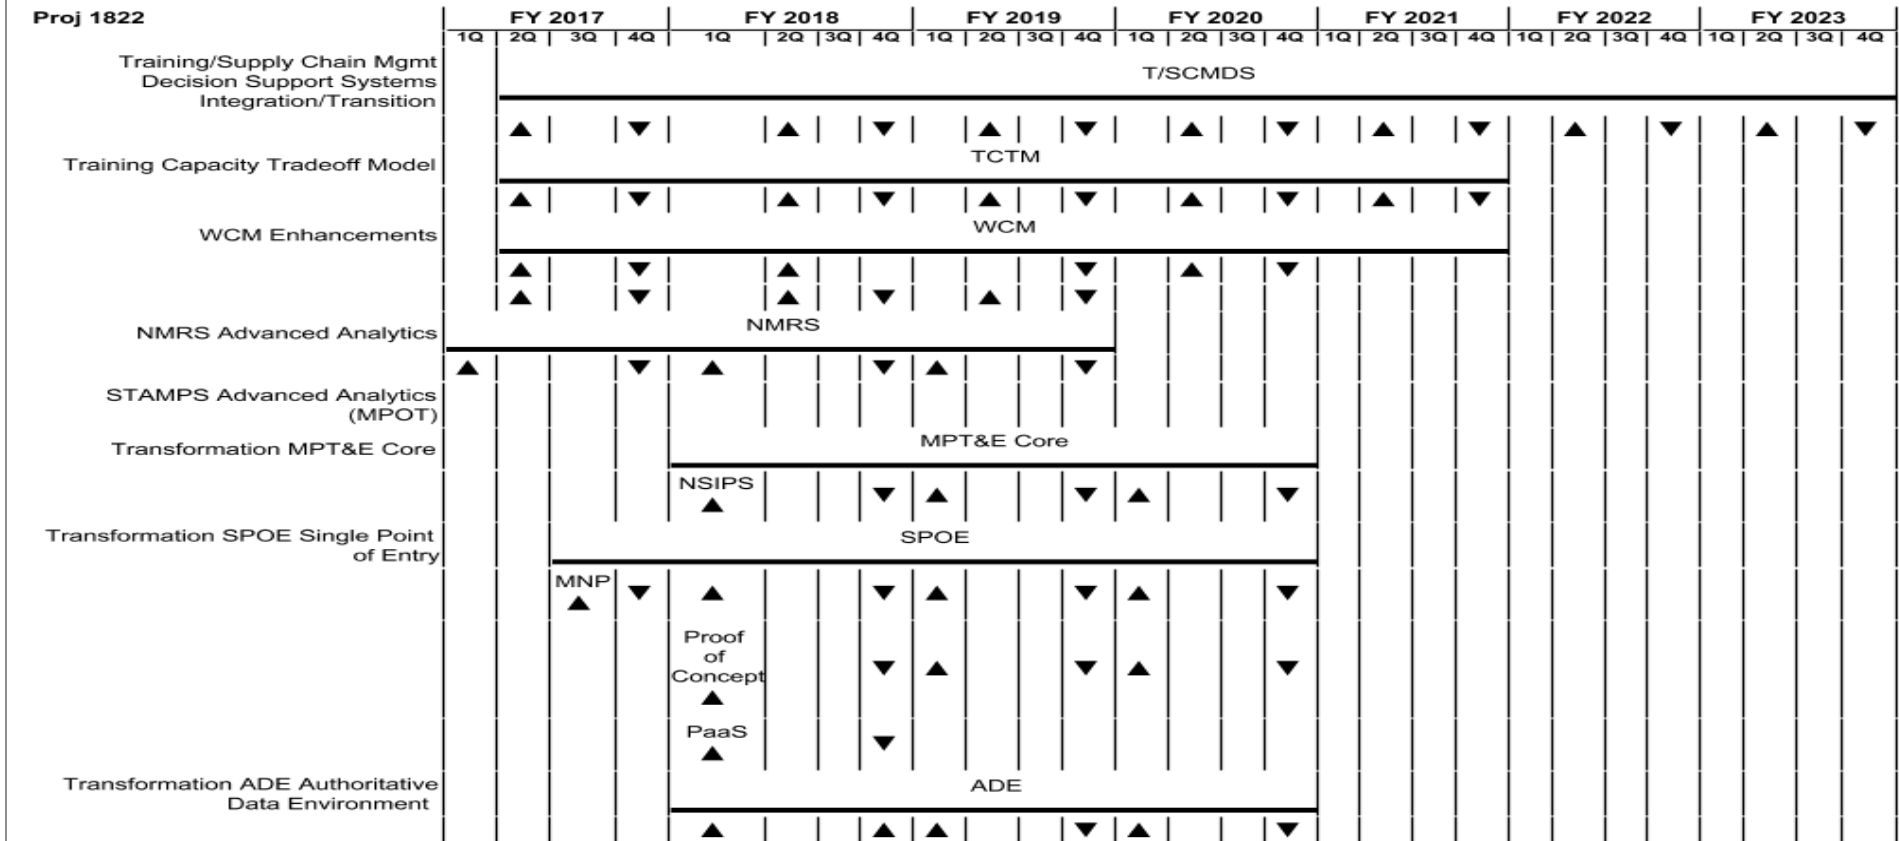 Proj 1822 FY 2017 FY 2018 FY 2019 FY 2020 FY 2021 FY 2022 FY 2023
1Q 2Q 3Q 4Q 1Q 2Q 3Q 4Q 1Q 2Q 3Q 4Q 1Q 2Q 3Q 4Q 1Q 2Q 3Q 4Q 1Q 2Q 3Q 4Q 1Q 2Q 3Q 4Q
Training/Supply Chain Mgmt
Decision Support Systems
Integration/Transition
T/SCMDS
Training Capacity Tradeoff Model
TCTM
WCM Enhancements
WCM
NMRS Advanced Analytics
NMRS
STAMPS Advanced Analytics
(MPOT)
Transformation MPT&E Core
MPT&E Core
NSIPS
Transformation SPOE Single Point
of Entry
SPOE
MNP
Proof
of
Concept
PaaS
Transformation ADE Authoritative
Data Environment
ADE